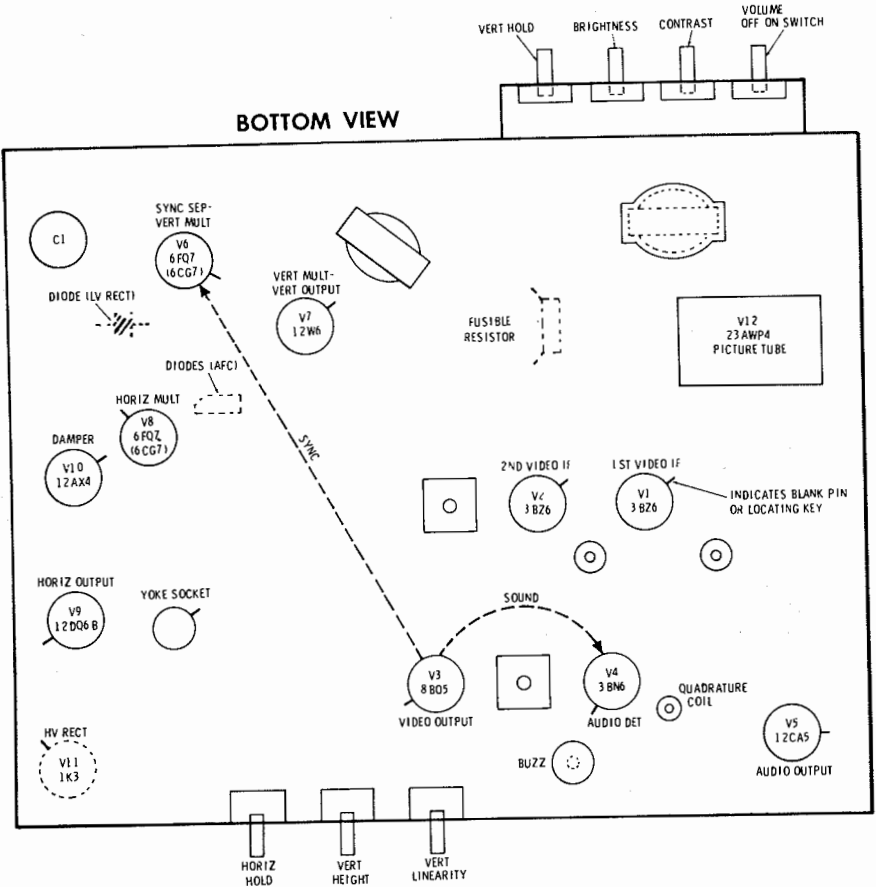 VERT HOLD
BRIGHTNESS
CONTRAST
VOLUME
OFF ON SWITCH
BOTTOM VIEW
C1
SYNC SEP-
VERT MULT
V6
6FQ7
(6CG7)
DIODE (LV RECT)
VERT MULT-
VERT OUTPUT
V7
12W6
FUSIBLE
RESISTOR
V12
23AWP4
PICTURE TUBE
DIODES (AFC)
HORIZ MULT
V8
6FQ7
(6CG7)
DAMPER
V10
12AX4
SYNC
2ND VIDEO IF
V2
3BZ6
1ST VIDEO IF
V1
3BZ6
INDICATES BLANK PIN
OR LOCATING KEY
HORIZ OUTPUT
V9
12DQ6B
YOKE SOCKET
SOUND
V3
8BQ5
VIDEO OUTPUT
V4
3BN6
AUDIO DET
QUADRATURE
COIL
V5
12CA5
AUDIO OUTPUT
HV RECT
V11
1K3
BUZZ
HORIZ
HOLD
VERT
HEIGHT
VERT
LINEARITY